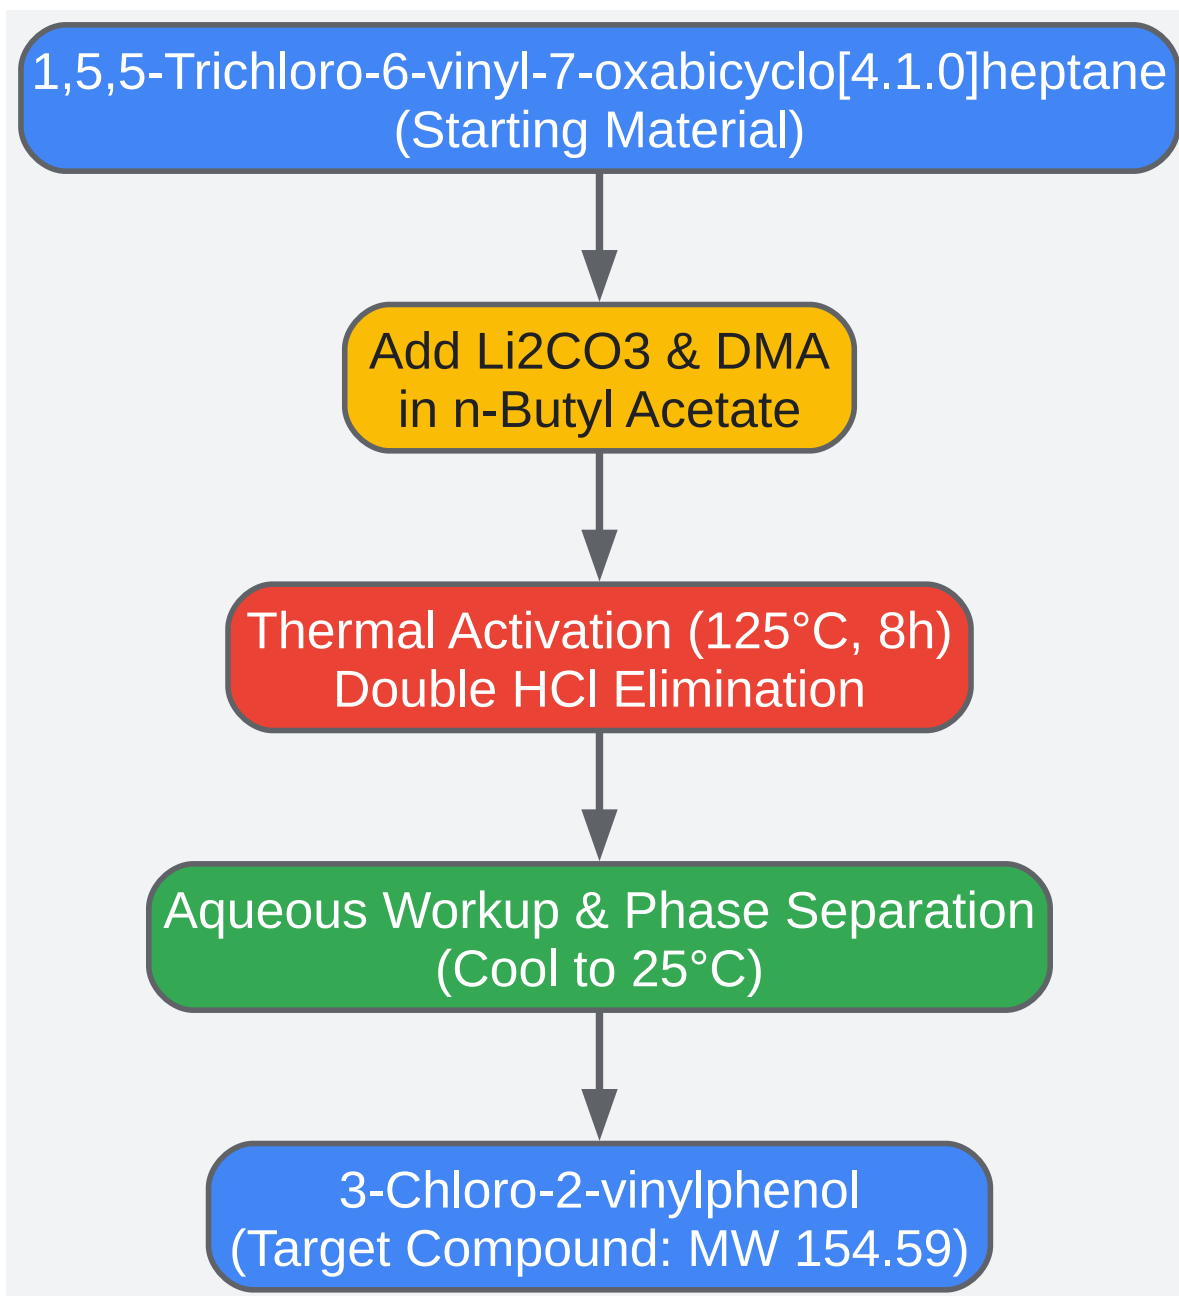 1,5,5-Trichloro-6-vinyl-7-oxabicyclo[4.1.0]heptane
(Starting Material)
Add Li2CO3 & DMA
in n-Butyl Acetate
Thermal Activation (125°C, 8h)
Double HCl Elimination
Aqueous Workup & Phase Separation
(Cool to 25°C)
3-Chloro-2-vinylphenol
(Target Compound: MW 154.59)